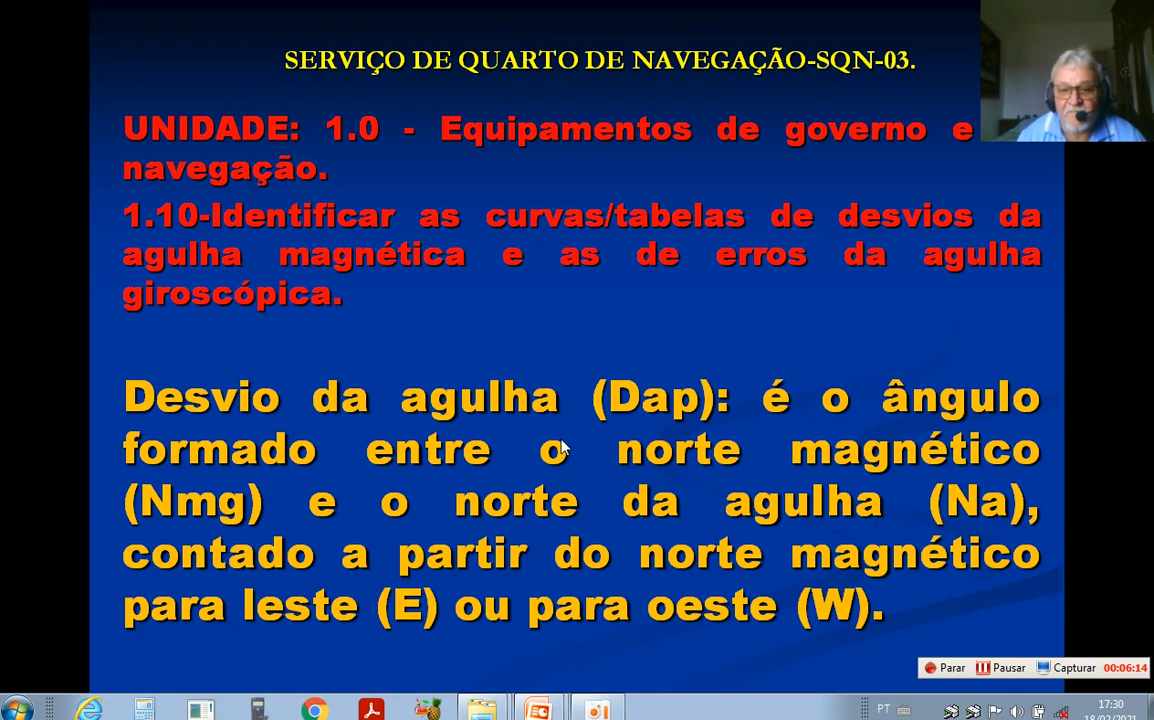 SERVIÇO DE QUARTO DE NAVEGAÇÃO-SQN-03.
UNIDADE: 1.0 - Equipamentos de governo e
navegação.
1.10-Identificar as curvas/tabelas de desvios da
agulha magnética e as de erros da agulha
giroscópica.
Desvio da agulha (Dap): é o ângulo
formado entre o norte magnético
(Nmg) e o norte da agulha (Na),
contado a partir do norte magnético
para leste (E) ou para oeste (W).
Parar Pausar Capturar 00:06:14
PT 17:30
18/02/2021